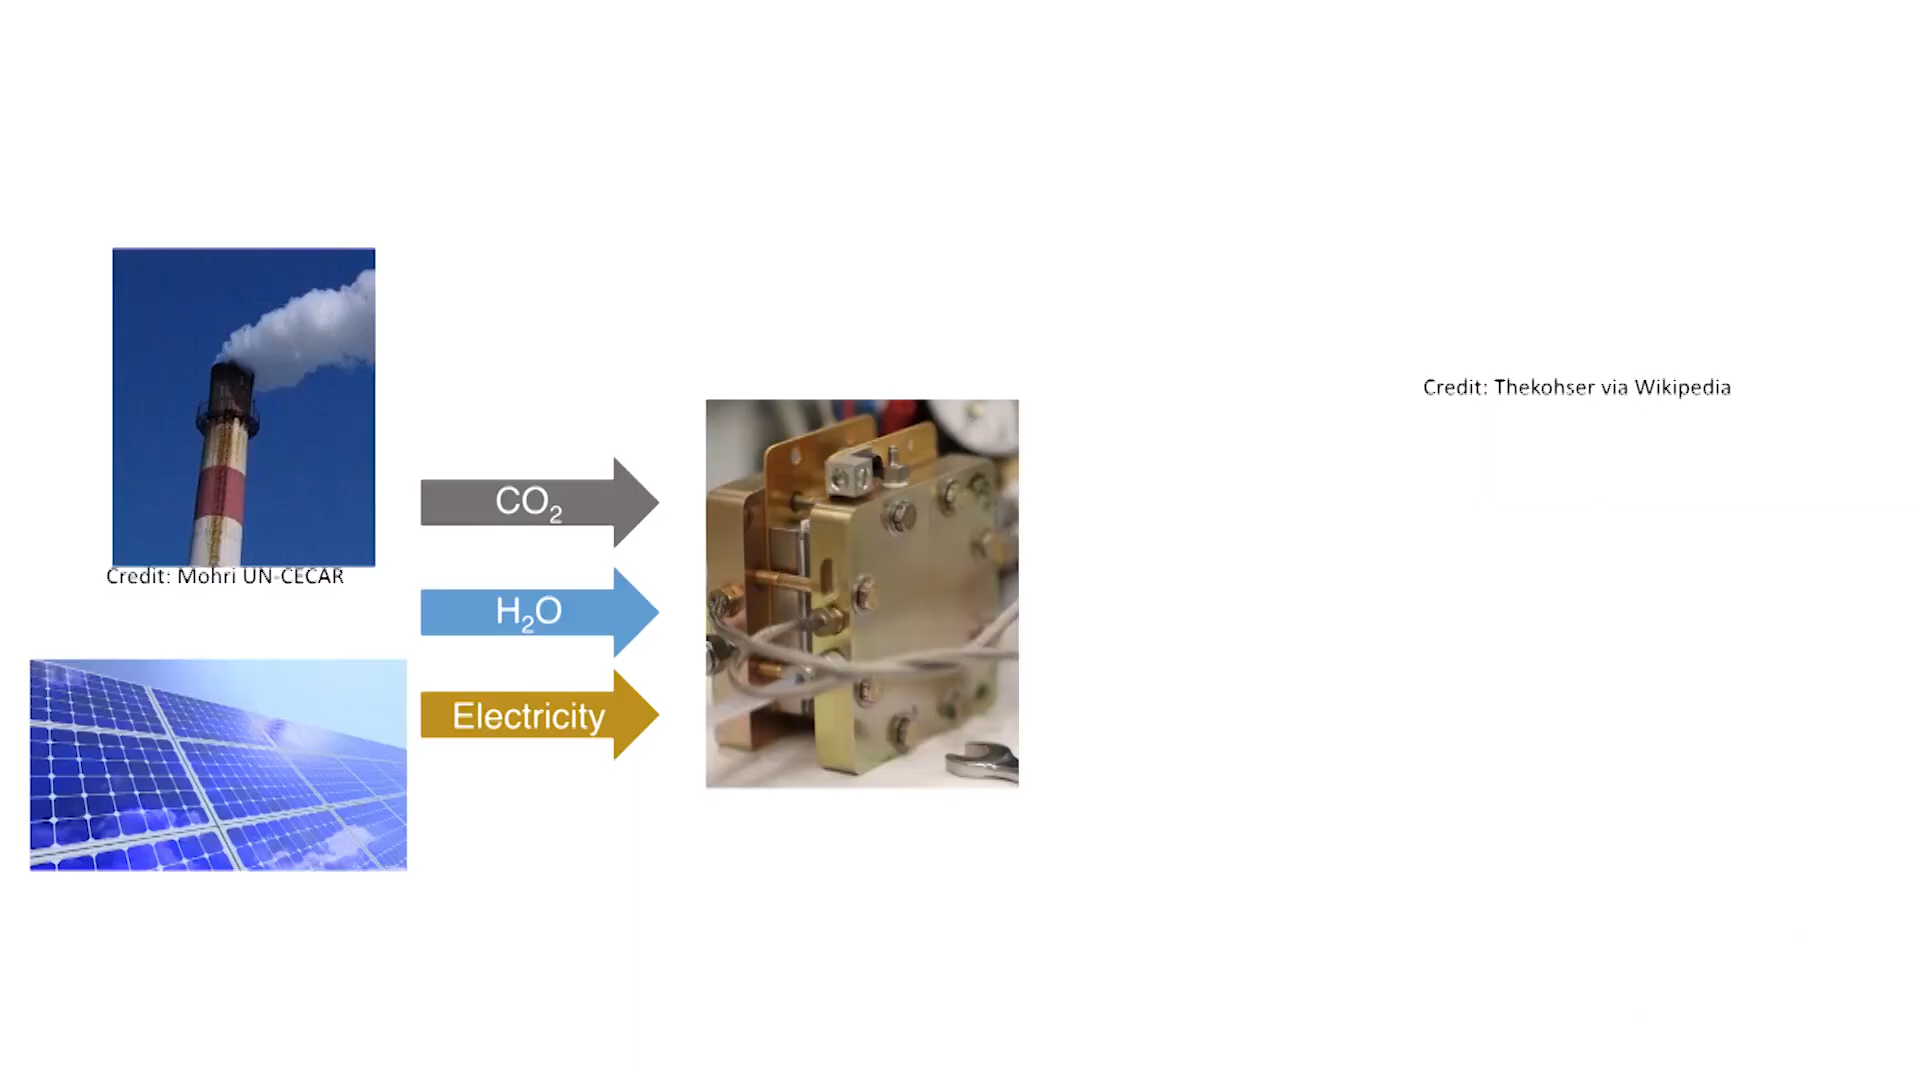 Credit: Thekohser via Wikipedia
CO₂
Credit: Mohri UN-CECAR
H₂O
Electricity